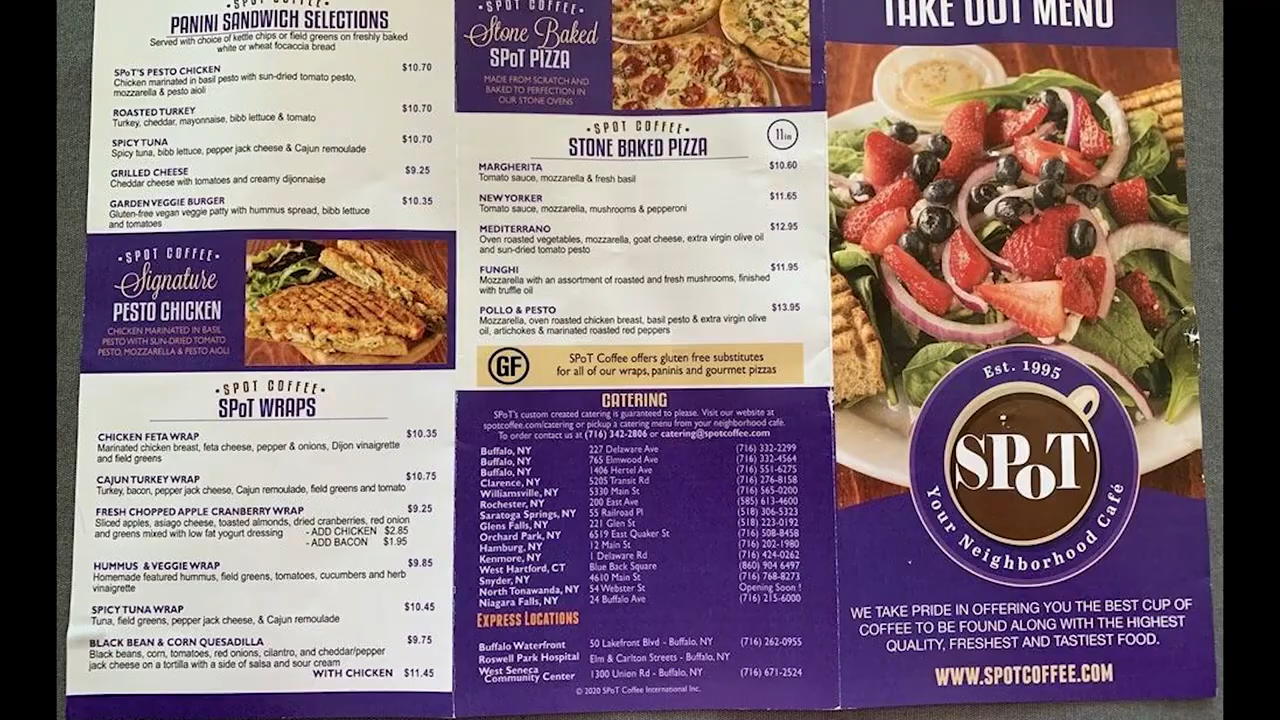 • SPOT COFFEE •
PANINI SANDWICH SELECTIONS
Served with choice of kettle chips or field greens on freshly baked
white or wheat focaccia bread
SPoT'S PESTO CHICKEN $10.70
Chicken marinated in basil pesto with sun-dried tomato pesto,
mozzarella & pesto aioli
ROASTED TURKEY $10.70
Turkey, cheddar, mayonnaise, bibb lettuce & tomato
SPICY TUNA $10.70
Spicy tuna, bibb lettuce, pepper jack cheese & Cajun remoulade
GRILLED CHEESE $9.25
Cheddar cheese with tomatoes and creamy dijonnaise
GARDEN VEGGIE BURGER $10.35
Gluten-free vegan veggie patty with hummus spread, bibb lettuce
and tomatoes
• SPOT COFFEE •
Signature
PESTO CHICKEN
CHICKEN MARINATED IN BASIL
PESTO WITH SUN-DRIED TOMATO
PESTO, MOZZARELLA & PESTO AIOLI
• SPOT COFFEE •
SPoT WRAPS
CHICKEN FETA WRAP $10.35
Marinated chicken breast, feta cheese, pepper & onions, Dijon vinaigrette
and field greens
CAJUN TURKEY WRAP $10.75
Turkey, bacon, pepper jack cheese, Cajun remoulade, field greens and tomato
FRESH CHOPPED APPLE CRANBERRY WRAP $9.25
Sliced apples, asiago cheese, toasted almonds, dried cranberries, red onion
and greens mixed with low fat yogurt dressing - ADD CHICKEN $2.85
- ADD BACON $1.95
HUMMUS & VEGGIE WRAP $9.85
Homemade featured hummus, field greens, tomatoes, cucumbers and herb
vinaigrette
SPICY TUNA WRAP $10.45
Tuna, field greens, pepper jack cheese, & Cajun remoulade
BLACK BEAN & CORN QUESADILLA $9.75
Black beans, corn, tomatoes, red onions, cilantro, and cheddar/pepper
jack cheese on a tortilla with a side of salsa and sour cream
WITH CHICKEN $11.45
• SPOT COFFEE •
Stone Baked
SPoT PIZZA
MADE FROM SCRATCH AND
BAKED TO PERFECTION IN
OUR STONE OVENS
• SPOT COFFEE •
STONE BAKED PIZZA
11in
MARGHERITA $10.60
Tomato sauce, mozzarella & fresh basil
NEW YORKER $11.65
Tomato sauce, mozzarella, mushrooms & pepperoni
MEDITERRANO $12.95
Oven roasted vegetables, mozzarella, goat cheese, extra virgin olive oil
and sun-dried tomato pesto
FUNGHI $11.95
Mozzarella with an assortment of roasted and fresh mushrooms, finished
with truffle oil
POLLO & PESTO $13.95
Mozzarella, oven roasted chicken breast, basil pesto & extra virgin olive
oil, artichokes & marinated roasted red peppers
GF
SPoT Coffee offers gluten free substitutes
for all of our wraps, paninis and gourmet pizzas
CATERING
SPoT's custom created catering is guaranteed to please. Visit our website at
spotcoffee.com/catering or pickup a catering menu from your neighborhood café.
To order contact us at (716) 342-2806 or catering@spotcoffee.com
Buffalo, NY 227 Delaware Ave (716) 332-2299
Buffalo, NY 765 Elmwood Ave (716) 332-4564
Buffalo, NY 1406 Hertel Ave (716) 551-6275
Clarence, NY 5205 Transit Rd (716) 276-8158
Williamsville, NY 5330 Main St (716) 565-0200
Rochester, NY 200 East Ave (585) 613-4600
Saratoga Springs, NY 55 Railroad Pl (518) 306-5323
Glens Falls, NY 221 Glen St (518) 223-0192
Orchard Park, NY 6519 East Quaker St (716) 508-8458
Hamburg, NY 12 Main St (716) 202-1980
Kenmore, NY 1 Delaware Rd (716) 424-0262
West Hartford, CT Blue Back Square (860) 904 6497
Snyder, NY 4610 Main St (716) 768-8273
North Tonawanda, NY 54 Webster St Opening Soon !
Niagara Falls, NY 24 Buffalo Ave (716) 215-6000
EXPRESS LOCATIONS
Buffalo Waterfront 50 Lakefront Blvd - Buffalo, NY (716) 262-0955
Roswell Park Hospital Elm & Carlton Streets - Buffalo, NY
West Seneca
Community Center 1300 Union Rd - Buffalo, NY (716) 671-2524
© 2020 SPoT Coffee International Inc.
TAKE OUT MENU
Est. 1995
SPoT
Your Neighborhood Café
WE TAKE PRIDE IN OFFERING YOU THE BEST CUP OF
COFFEE TO BE FOUND ALONG WITH THE HIGHEST
QUALITY, FRESHEST AND TASTIEST FOOD.
WWW.SPOTCOFFEE.COM